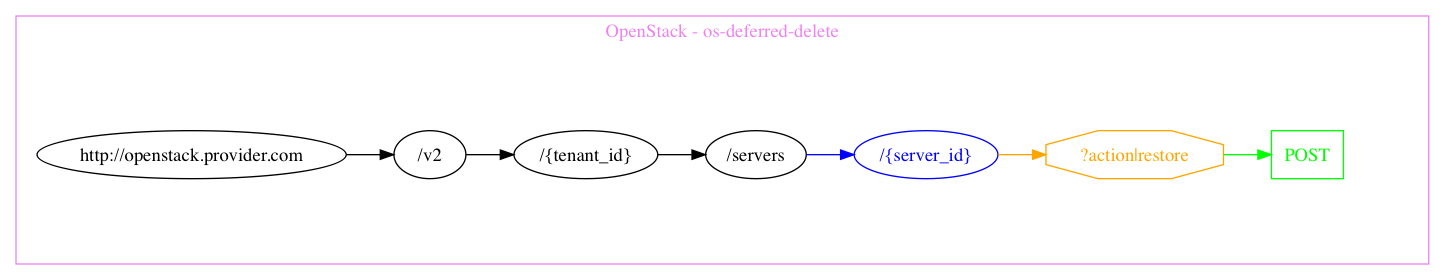 OpenStack - os-deferred-delete
http://openstack.provider.com
/v2
/{tenant_id}
/servers
/{server_id}
?action|restore
POST